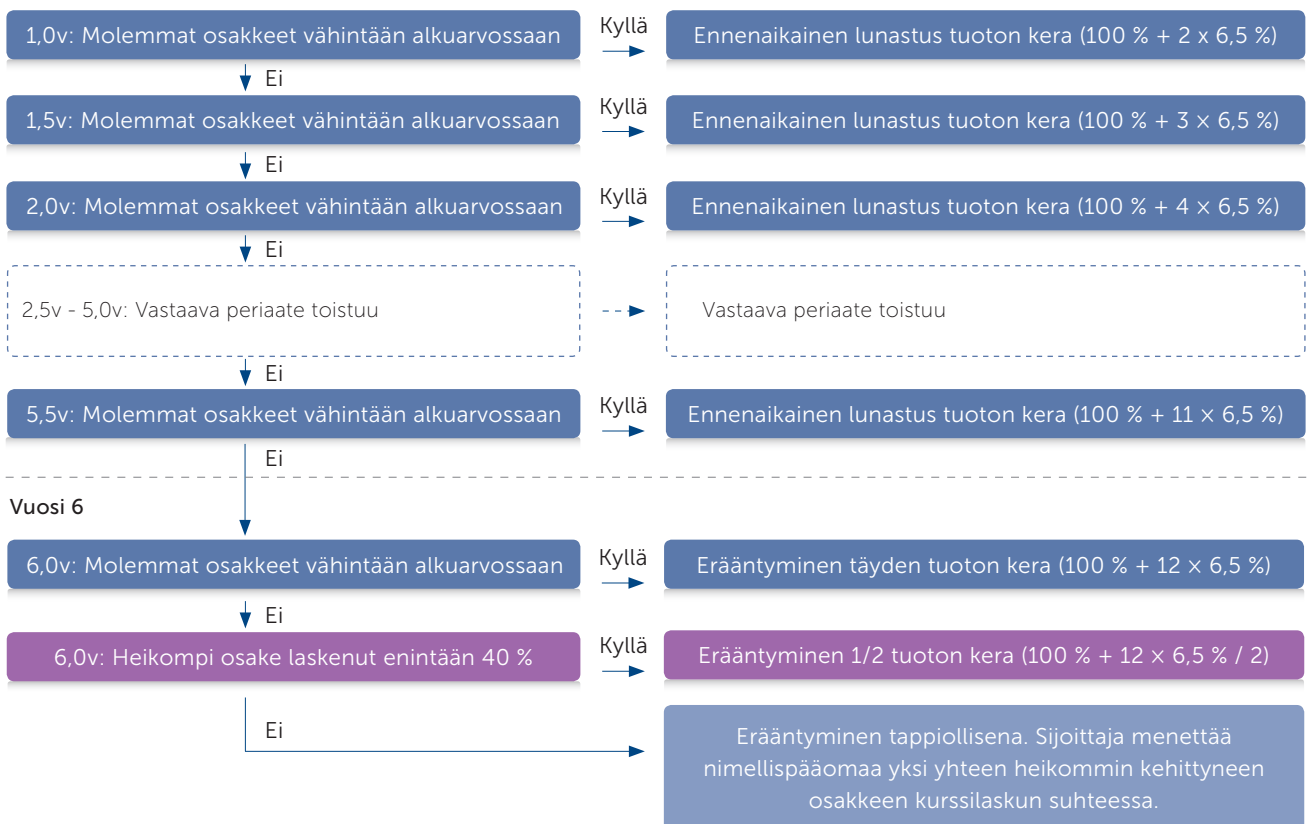 1,0v: Molemmat osakkeet vähintään alkuarvossaan
Kyllä
Ennenaikainen lunastus tuoton kera (100 % + 2 x 6,5 %)
Ei
1,5v: Molemmat osakkeet vähintään alkuarvossaan
Kyllä
Ennenaikainen lunastus tuoton kera (100 % + 3 × 6,5 %)
Ei
2,0v: Molemmat osakkeet vähintään alkuarvossaan
Kyllä
Ennenaikainen lunastus tuoton kera (100 % + 4 × 6,5 %)
Ei
2,5v - 5,0v: Vastaava periaate toistuu
Vastaava periaate toistuu
Ei
5,5v: Molemmat osakkeet vähintään alkuarvossaan
Kyllä
Ennenaikainen lunastus tuoton kera (100 % + 11 × 6,5 %)
Ei
Vuosi 6
6,0v: Molemmat osakkeet vähintään alkuarvossaan
Kyllä
Erääntyminen täyden tuoton kera (100 % + 12 × 6,5 %)
Ei
6,0v: Heikompi osake laskenut enintään 40 %
Kyllä
Erääntyminen 1/2 tuoton kera (100 % + 12 × 6,5 % / 2)
Ei
Erääntyminen tappiollisena. Sijoittaja menettää
nimellispääomaa yksi yhteen heikommin kehittyneen
osakkeen kurssilaskun suhteessa.